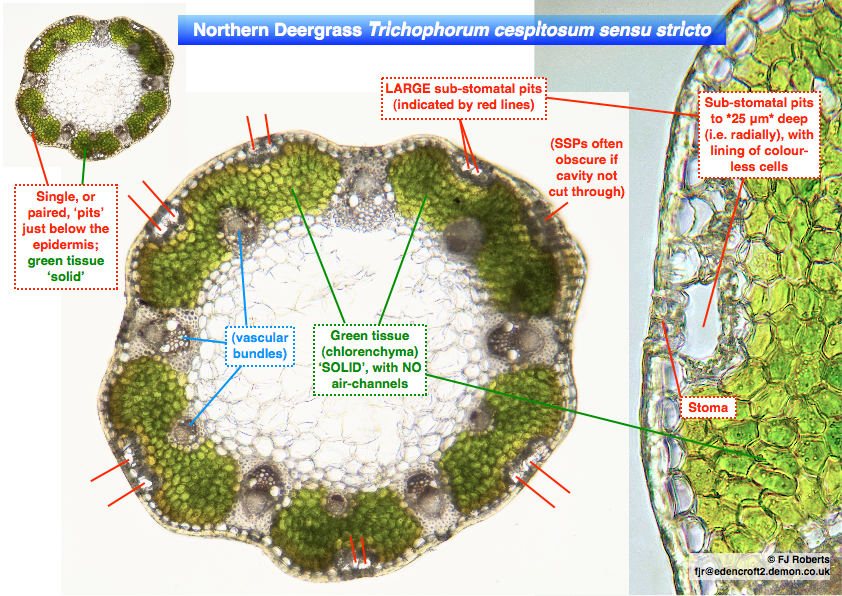 Northern Deergrass Trichophorum cespitosum sensu stricto
LARGE sub-stomatal pits
(indicated by red lines)
Sub-stomatal pits
to *25 µm* deep
(i.e. radially), with
lining of colour-
less cells
(SSPs often
obscure if
cavity not
cut through)
Single, or
paired, ‘pits’
just below the
epidermis;
green tissue
‘solid’
(vascular
bundles)
Green tissue
(chlorenchyma)
‘SOLID’, with NO
air-channels
Stoma
© FJ Roberts
fjr@edencroft2.demon.co.uk